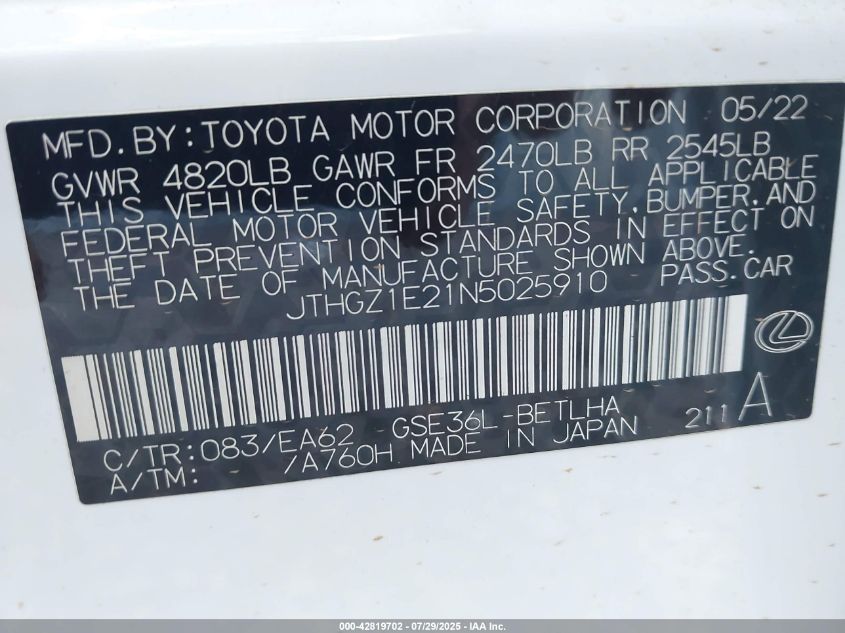 MFD.BY:TOYOTA MOTOR CORPORATION 05/22
GVWR 4820LB GAWR FR 2470LB RR 2545LB
THIS VEHICLE CONFORMS TO ALL APPLICABLE
FEDERAL MOTOR VEHICLE SAFETY,BUMPER,AND
THEFT PREVENTION STANDARDS IN EFFECT ON
THE DATE OF MANUFACTURE SHOWN ABOVE.
JTHGZ1E21N5025910 PASS.CAR
C/TR:083/EA62 GSE36L-BETLHA 211 A
A/TM: /A760H MADE IN JAPAN
000-42819702 - 07/29/2025 - IAA Inc.